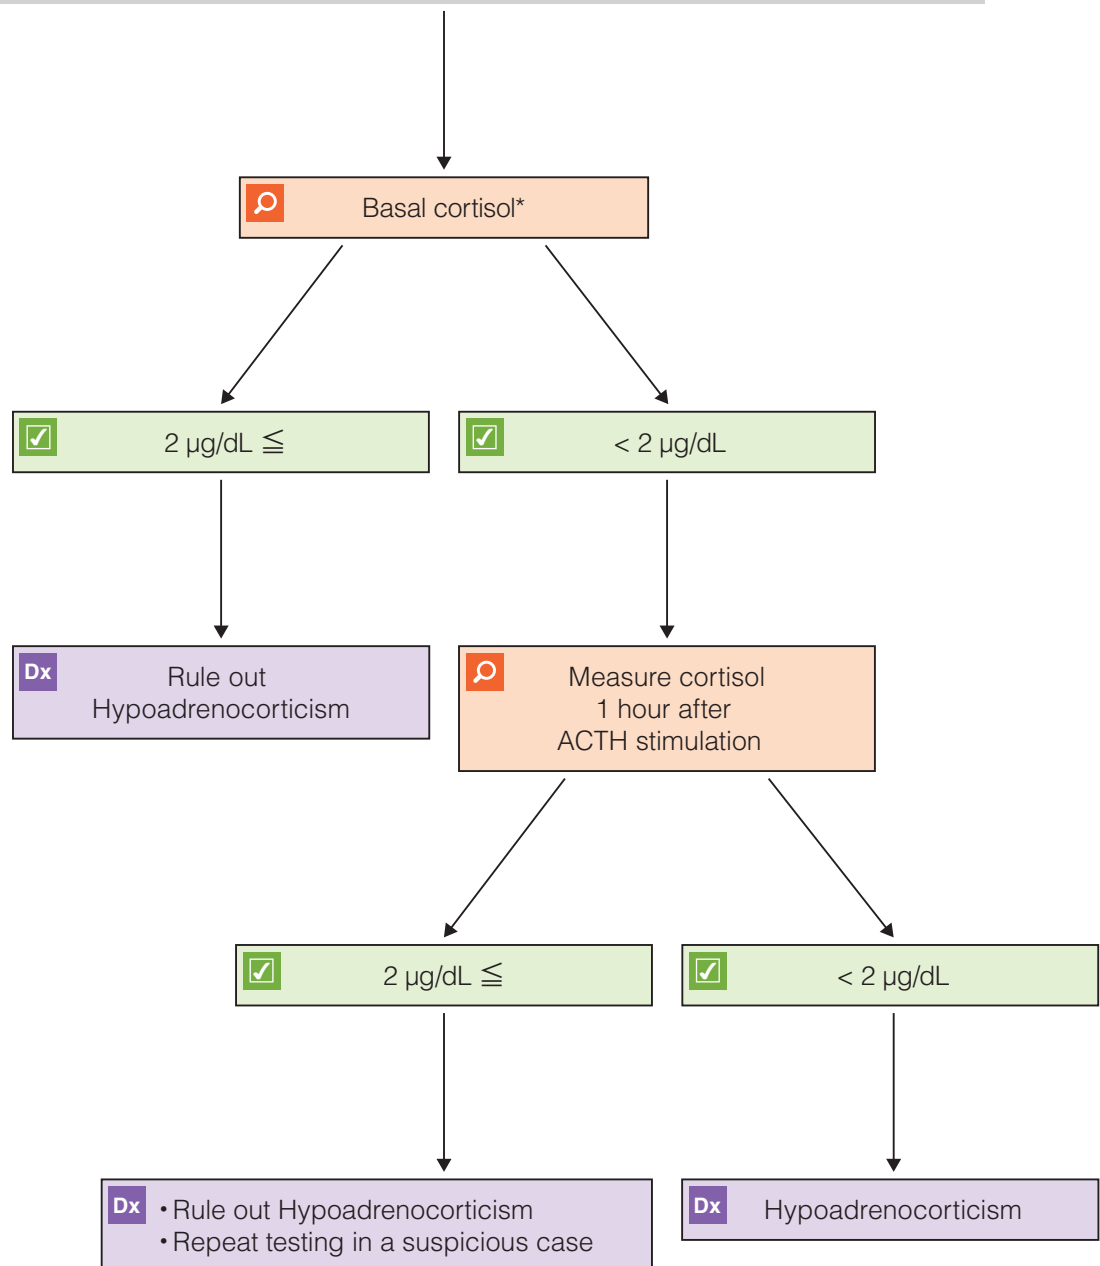 Basal cortisol*
2 µg/dL ≦
< 2 µg/dL
Dx
Rule out
Hypoadrenocorticism
Measure cortisol
1 hour after
ACTH stimulation
2 µg/dL ≦
< 2 µg/dL
Dx
• Rule out Hypoadrenocorticism
• Repeat testing in a suspicious case
Dx
Hypoadrenocorticism